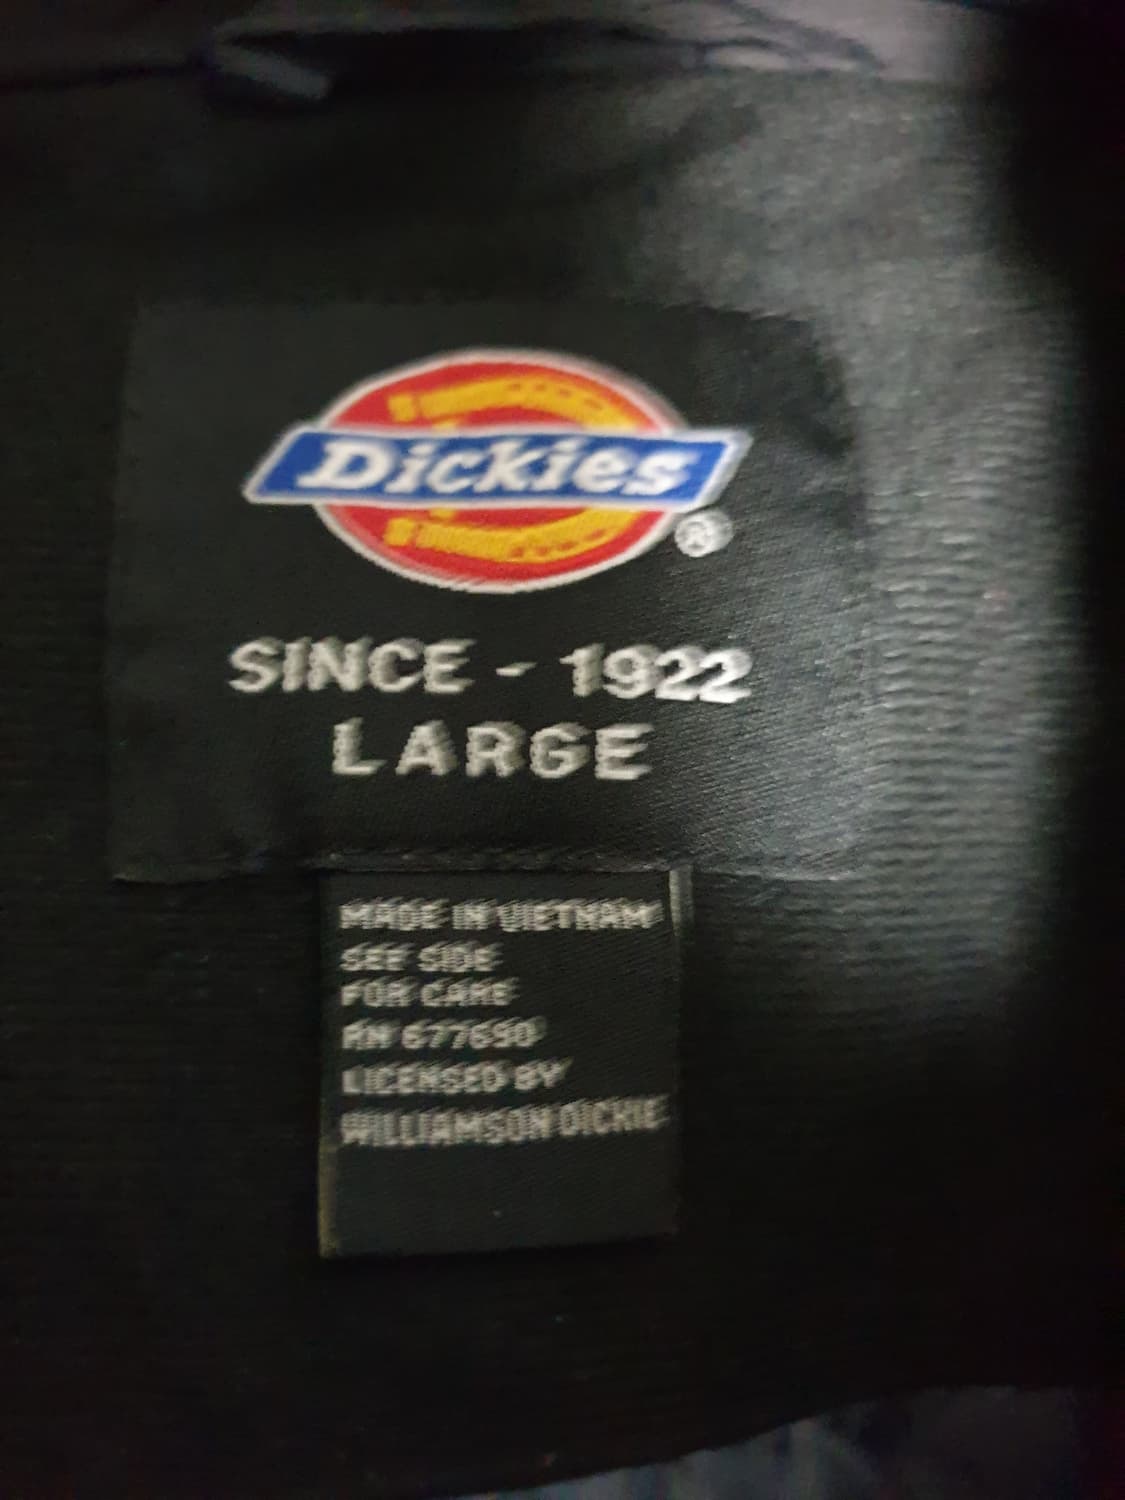 Dickies
®
SINCE - 1922
LARGE
MADE IN VIETNAM
SEE SIDE
FOR CARE
RN 677690
LICENSED BY
WILLIAMSON DICKIE